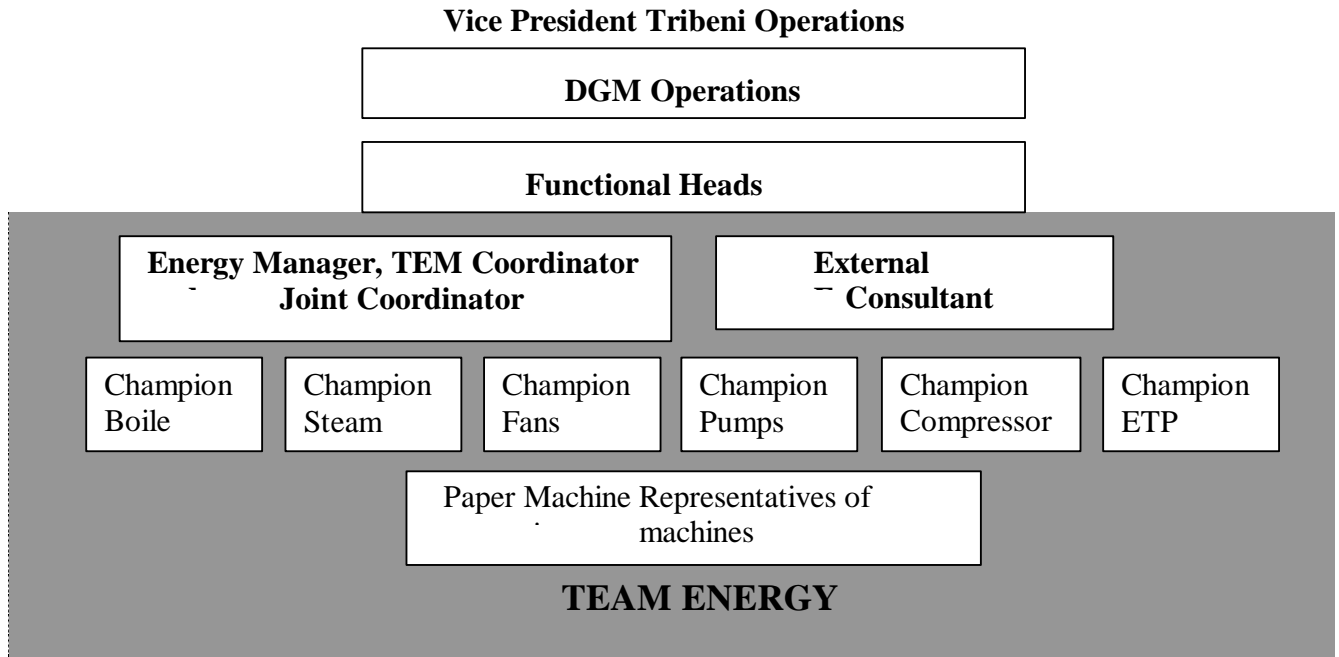 Vice President Tribeni Operations
DGM Operations
Functional Heads
Energy Manager, TEM Coordinator
Joint Coordinator
External
Consultant
Champion
Boile
Champion
Steam
Champion
Fans
Champion
Pumps
Champion
Compressor
Champion
ETP
Paper Machine Representatives of
machines
TEAM ENERGY